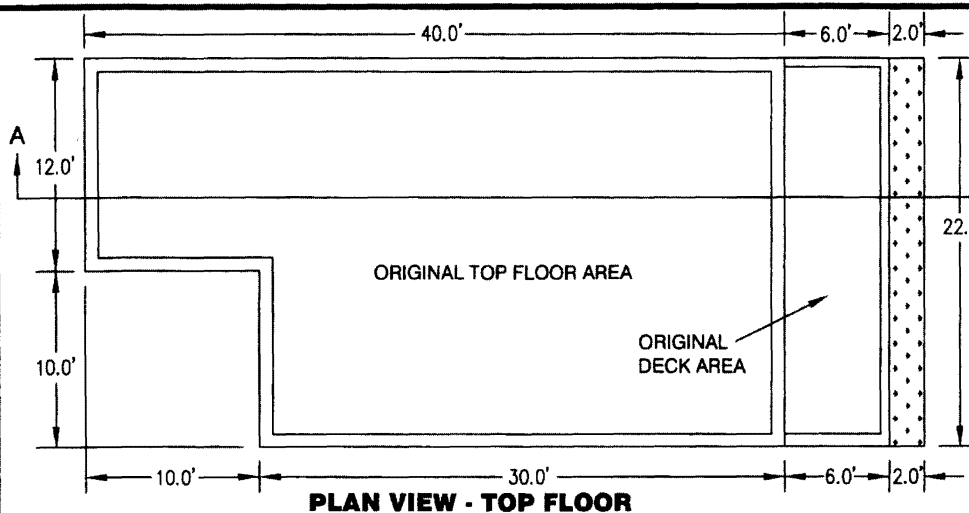 40.0'
6.0'
2.0'
A
12.0'
22.
ORIGINAL TOP FLOOR AREA
ORIGINAL
DECK AREA
10.0'
10.0'
30.0'
6.0'
2.0'
PLAN VIEW - TOP FLOOR